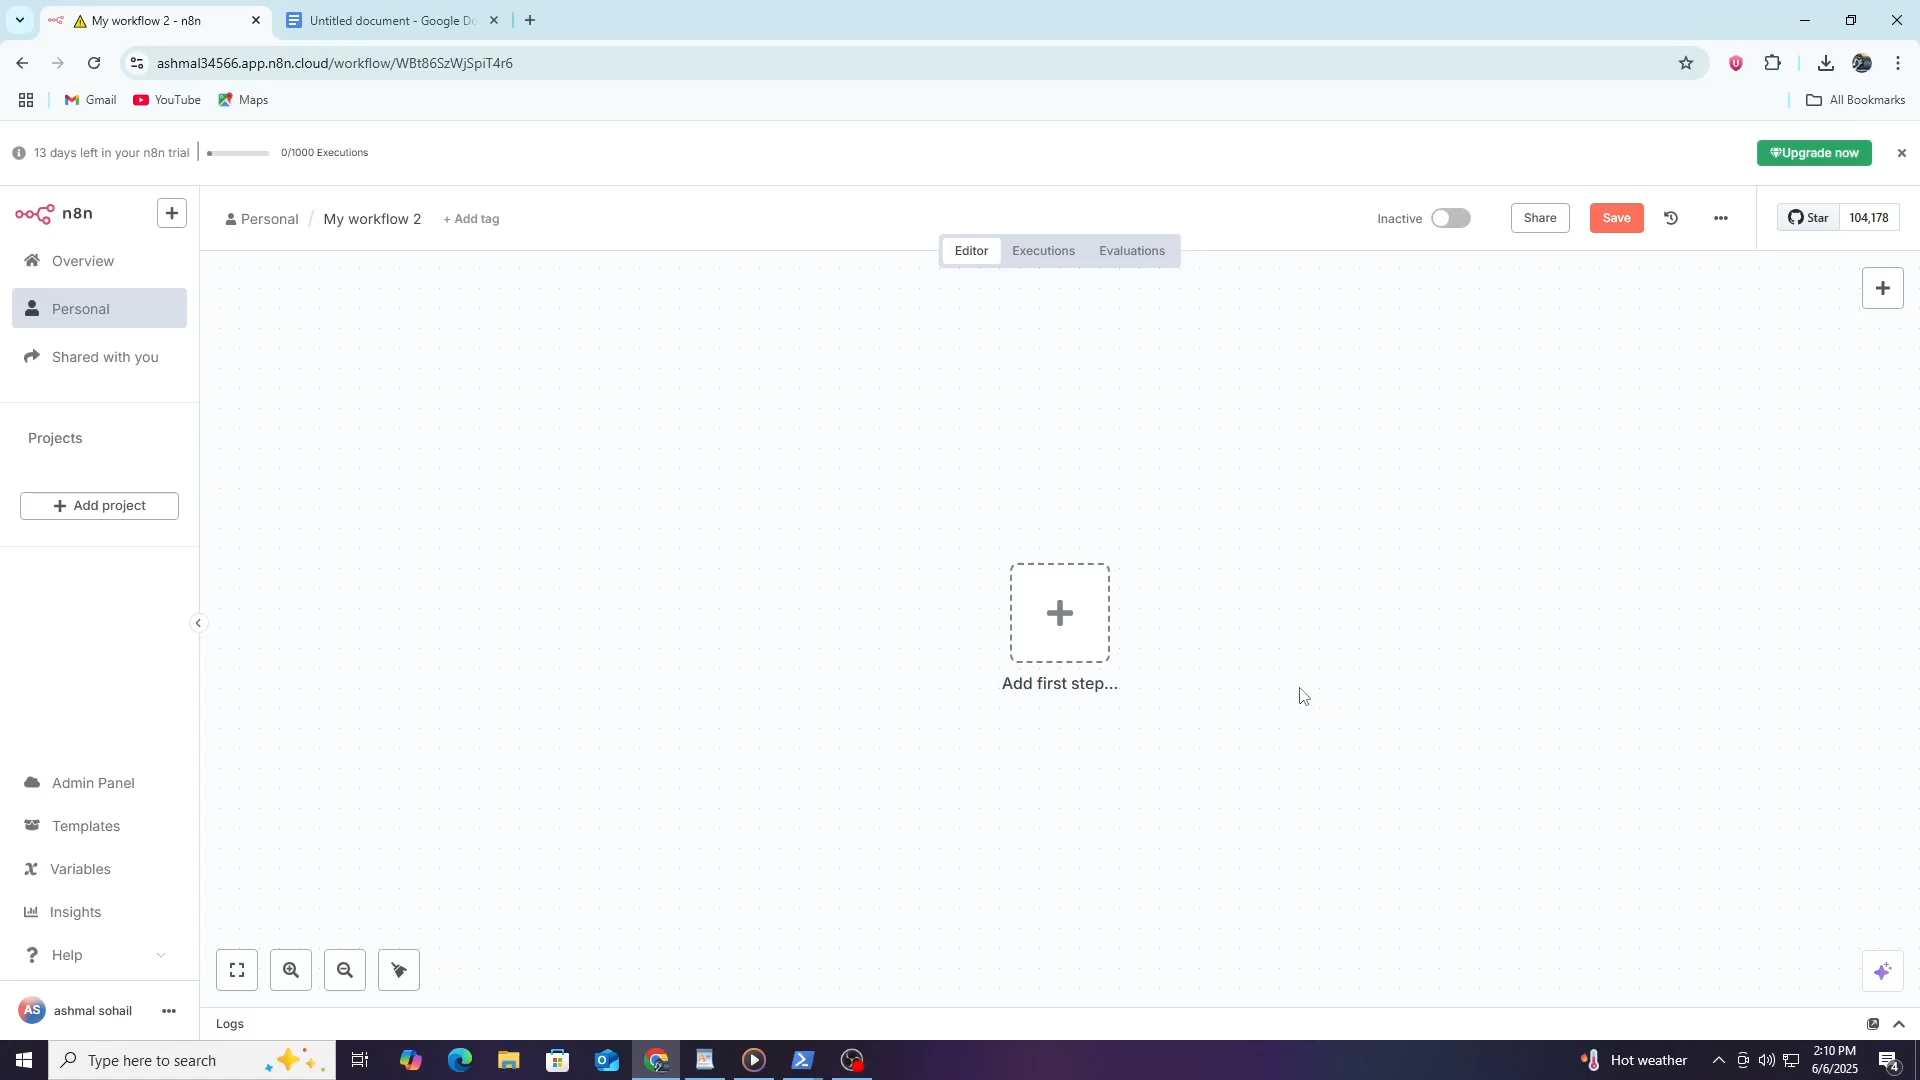 My workflow 2 - n8n
Untitled document - Google Do
ashmal34566.app.n8n.cloud/workflow/WBt86SzWjSpiT4r6
Gmail
YouTube
Maps
All Bookmarks
13 days left in your n8n trial
0/1000 Executions
Upgrade now
n8n
Personal / My workflow 2 + Add tag
Inactive
Share
Save
Star
104,178
Editor
Executions
Evaluations
Overview
Personal
Shared with you
Projects
+ Add project
Add first step...
Admin Panel
Templates
Variables
Insights
Help
AS ashmal sohail
Logs
Type here to search
Hot weather
2:10 PM
6/6/2025
4